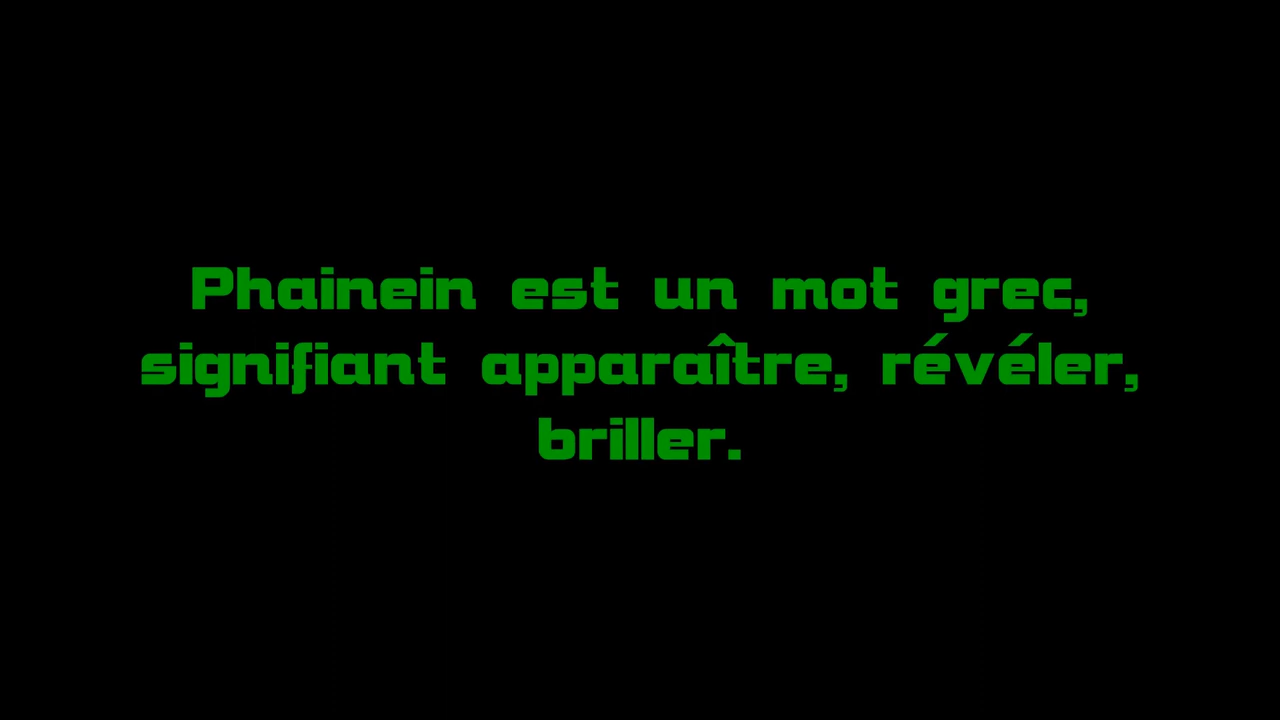 Phainein est un mot grec,
signifiant apparaître, révéler,
briller.